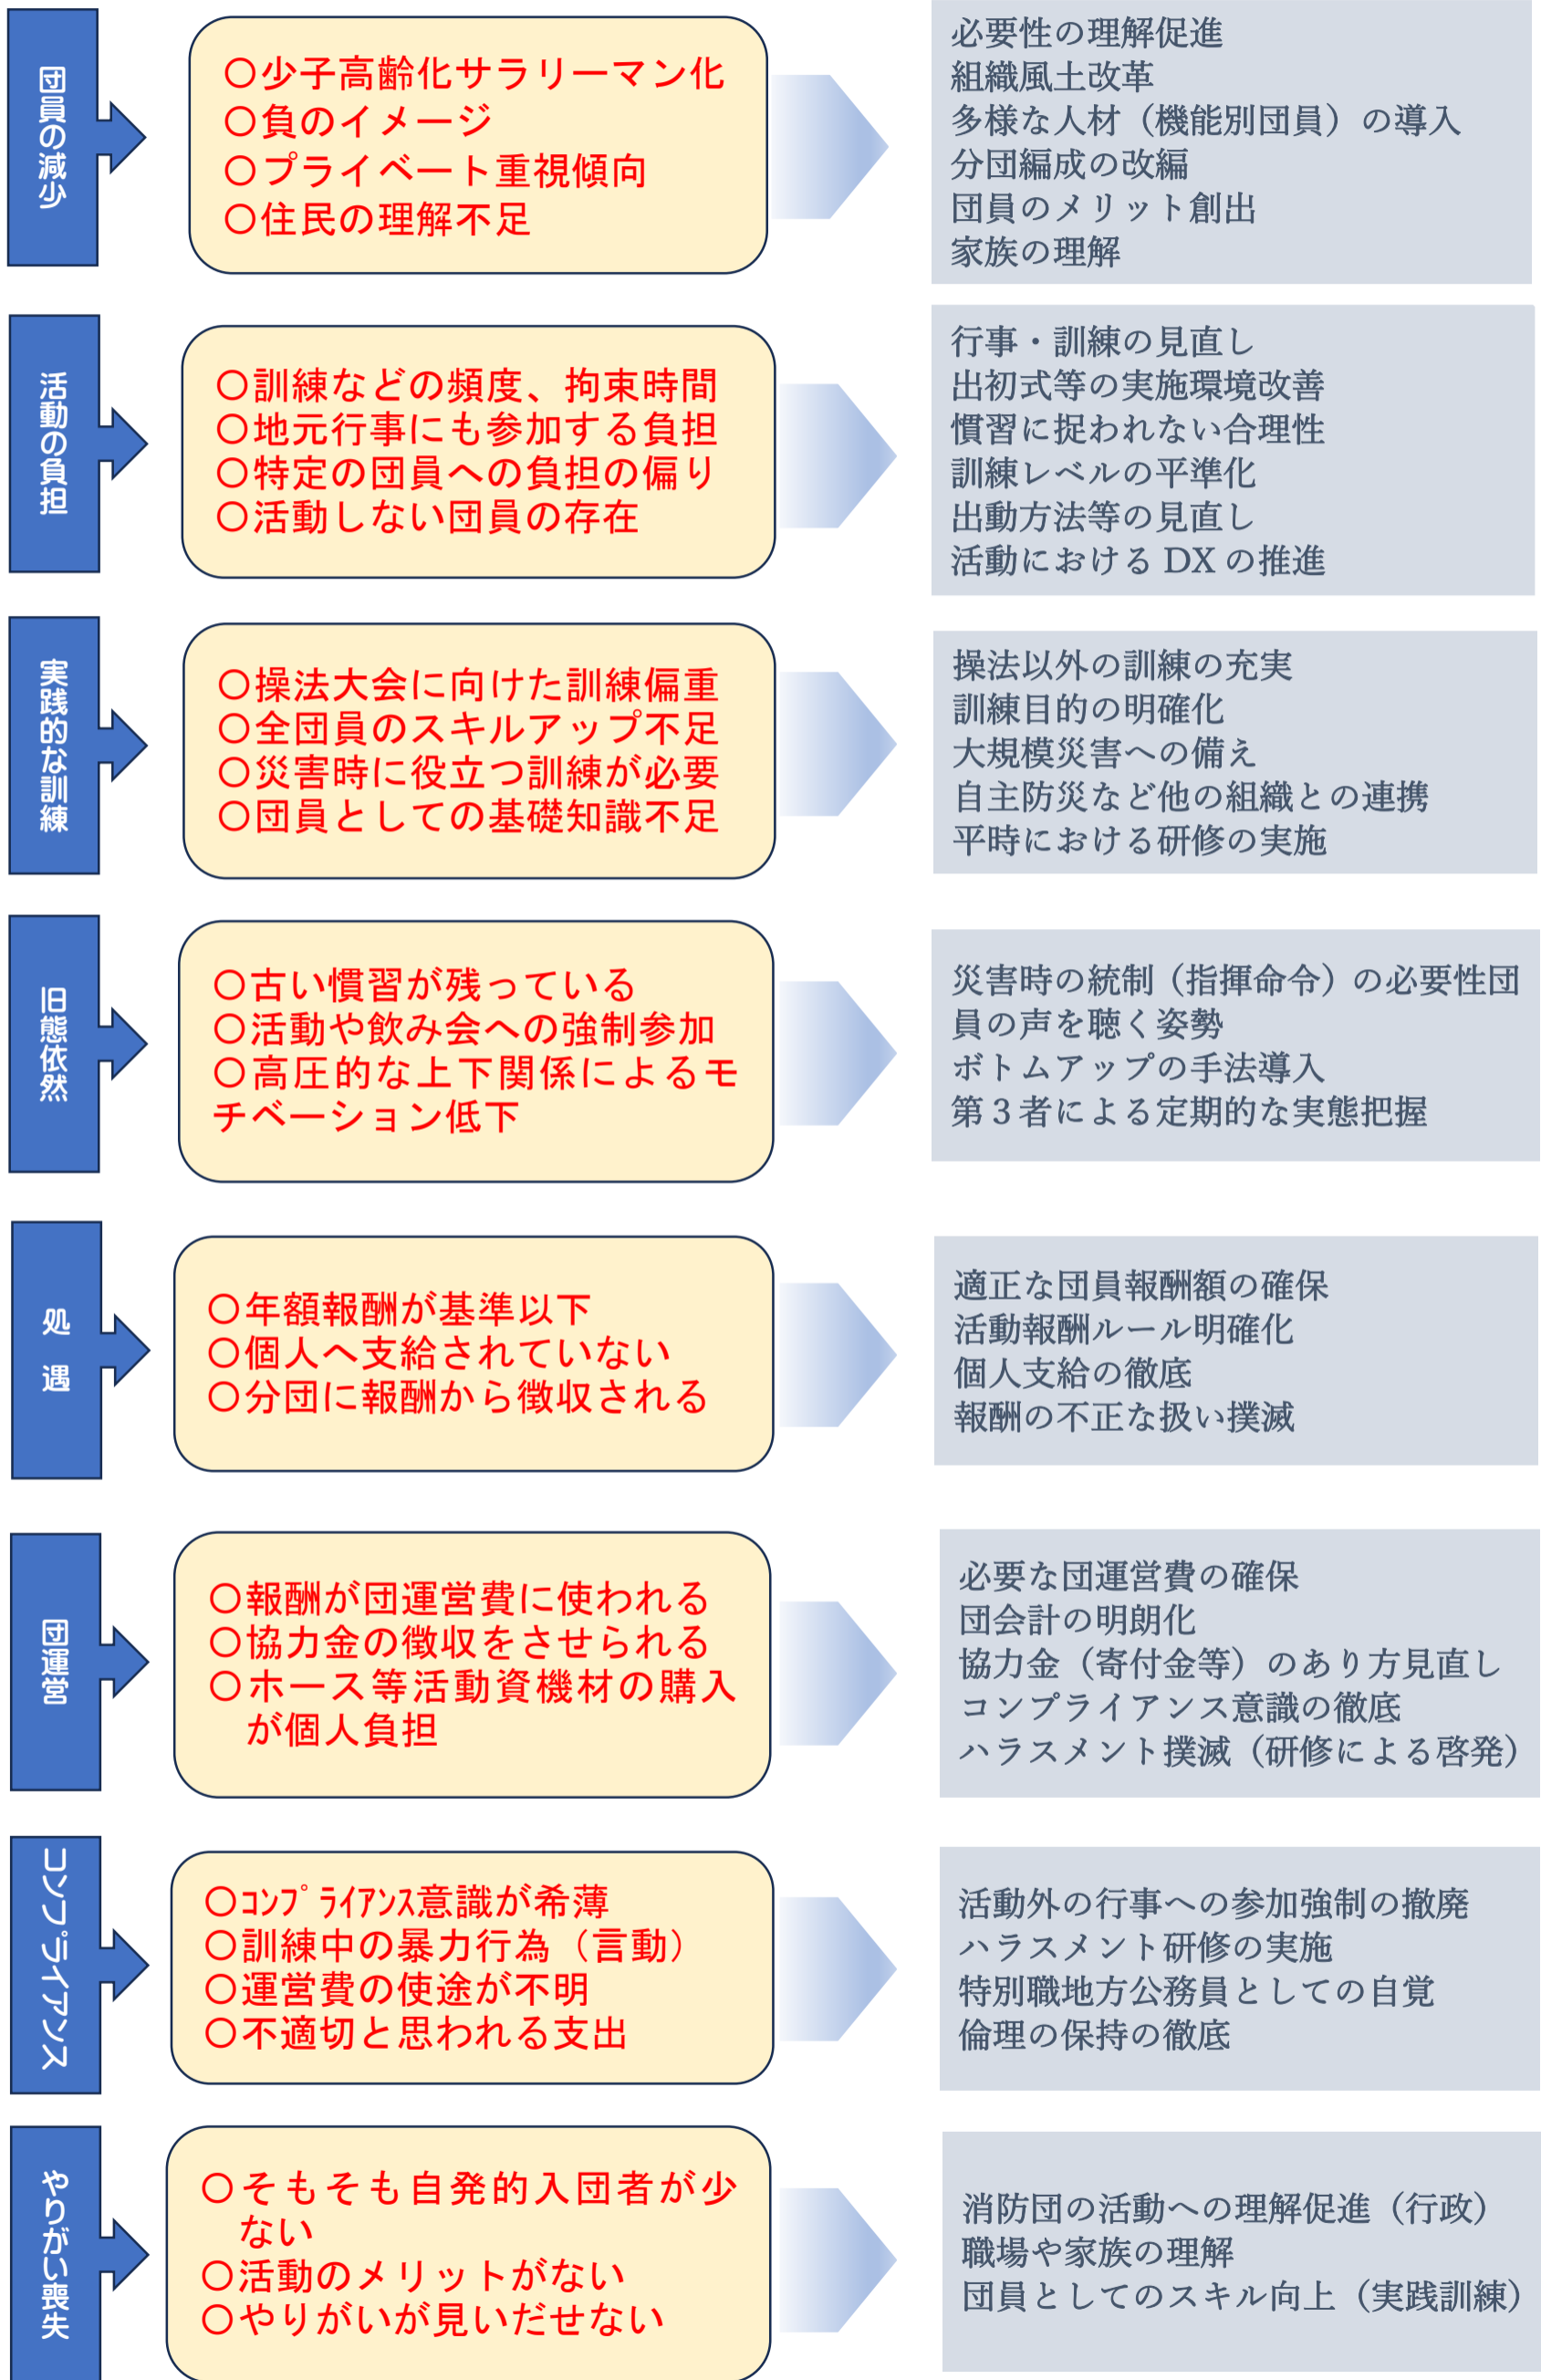 団員の減少
○少子高齢化サラリーマン化
○負のイメージ
○プライベート重視傾向
○住民の理解不足
必要性の理解促進
組織風土改革
多様な人材（機能別団員）の導入
分団編成の改編
団員のメリット創出
家族の理解
活動の負担
○訓練などの頻度、拘束時間
○地元行事にも参加する負担
○特定の団員への負担の偏り
○活動しない団員の存在
行事・訓練の見直し
出初式等の実施環境改善
慣習に捉われない合理性
訓練レベルの平準化
出動方法等の見直し
活動における DX の推進
実践的な訓練
○操法大会に向けた訓練偏重
○全団員のスキルアップ不足
○災害時に役立つ訓練が必要
○団員としての基礎知識不足
操法以外の訓練の充実
訓練目的の明確化
大規模災害への備え
自主防災など他の組織との連携
平時における研修の実施
旧態依然
○古い慣習が残っている
○活動や飲み会への強制参加
○高圧的な上下関係によるモ
チベーション低下
災害時の統制（指揮命令）の必要性団
員の声を聴く姿勢
ボトムアップの手法導入
第３者による定期的な実態把握
処　遇
○年額報酬が基準以下
○個人へ支給されていない
○分団に報酬から徴収される
適正な団員報酬額の確保
活動報酬ルール明確化
個人支給の徹底
報酬の不正な扱い撲滅
団運営
○報酬が団運営費に使われる
○協力金の徴収をさせられる
○ホース等活動資機材の購入
が個人負担
必要な団運営費の確保
団会計の明朗化
協力金（寄付金等）のあり方見直し
コンプライアンス意識の徹底
ハラスメント撲滅（研修による啓発）
コンプライアンス
○ｺﾝﾌﾟﾗｲｱﾝｽ意識が希薄
○訓練中の暴力行為（言動）
○運営費の使途が不明
○不適切と思われる支出
活動外の行事への参加強制の撤廃
ハラスメント研修の実施
特別職地方公務員としての自覚
倫理の保持の徹底
やりがい喪失
○そもそも自発的入団者が少
ない
○活動のメリットがない
○やりがいが見いだせない
消防団の活動への理解促進（行政）
職場や家族の理解
団員としてのスキル向上（実践訓練）